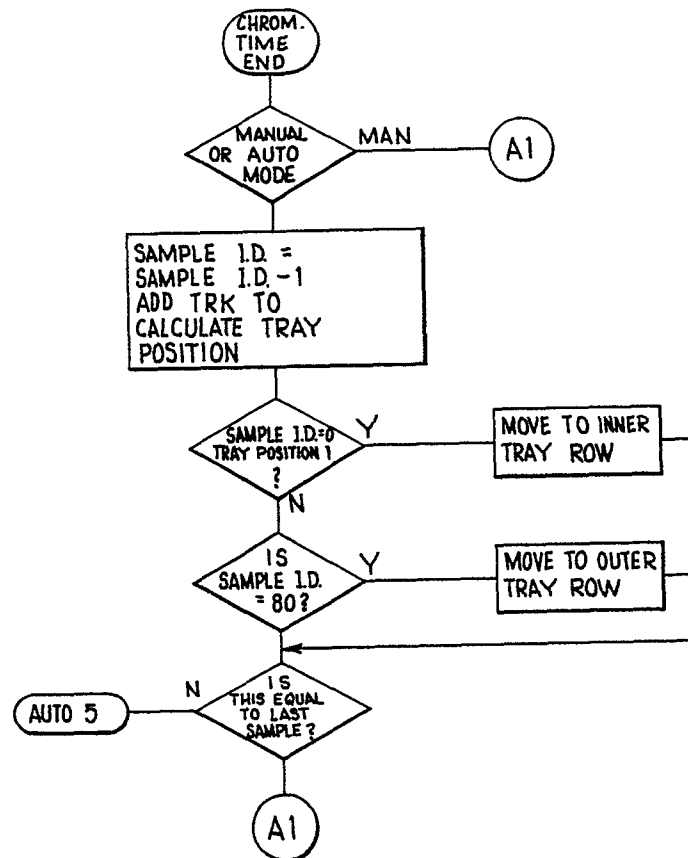 CHROM.
TIME
END
MANUAL
OR AUTO
MODE
MAN
A1
SAMPLE I.D. =
SAMPLE I.D. -1
ADD TRK TO
CALCULATE TRAY
POSITION
SAMPLE I.D.=0
TRAY POSITION 1
?
Y
MOVE TO INNER
TRAY ROW
N
IS
SAMPLE I.D.
= 80?
Y
MOVE TO OUTER
TRAY ROW
IS
THIS EQUAL
TO LAST
SAMPLE?
N
AUTO 5
A1